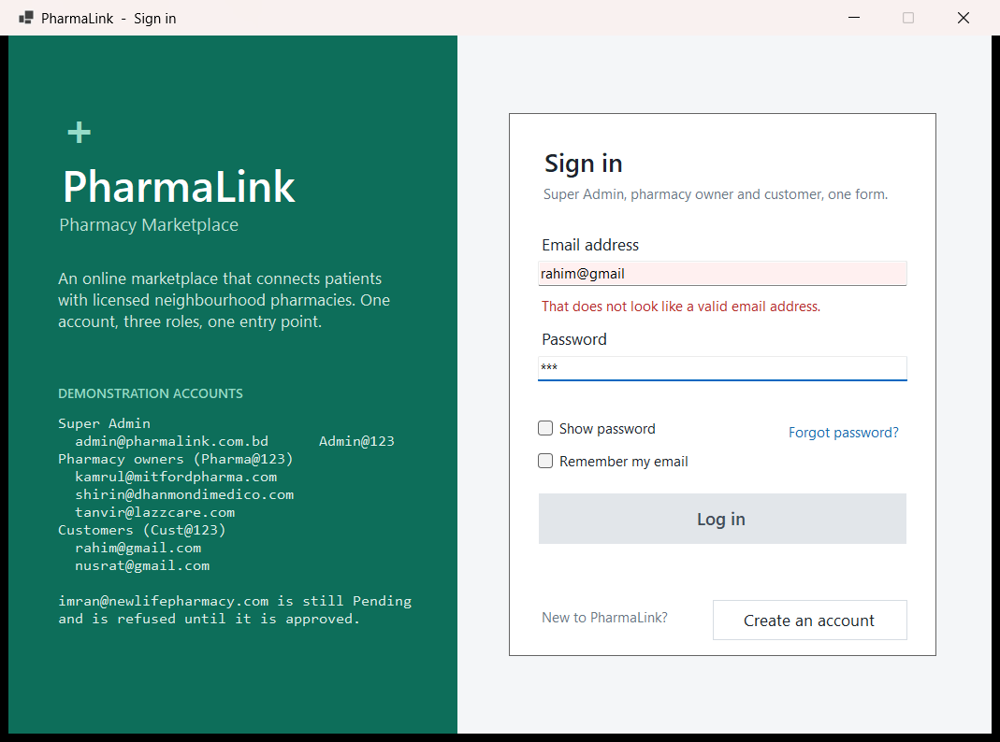 PharmaLink - Sign in
+
PharmaLink
Pharmacy Marketplace
An online marketplace that connects patients
with licensed neighbourhood pharmacies. One
account, three roles, one entry point.
DEMONSTRATION ACCOUNTS
Super Admin
admin@pharmalink.com.bd Admin@123
Pharmacy owners (Pharma@123)
kamrul@mitfordpharma.com
shirin@dhanmondimedico.com
tanvir@lazzcare.com
Customers (Cust@123)
rahim@gmail.com
nusrat@gmail.com
imran@newlifepharmacy.com is still Pending
and is refused until it is approved.
Sign in
Super Admin, pharmacy owner and customer, one form.
Email address
rahim@gmail
That does not look like a valid email address.
Password
***
Show password
Forgot password?
Remember my email
Log in
New to PharmaLink?
Create an account